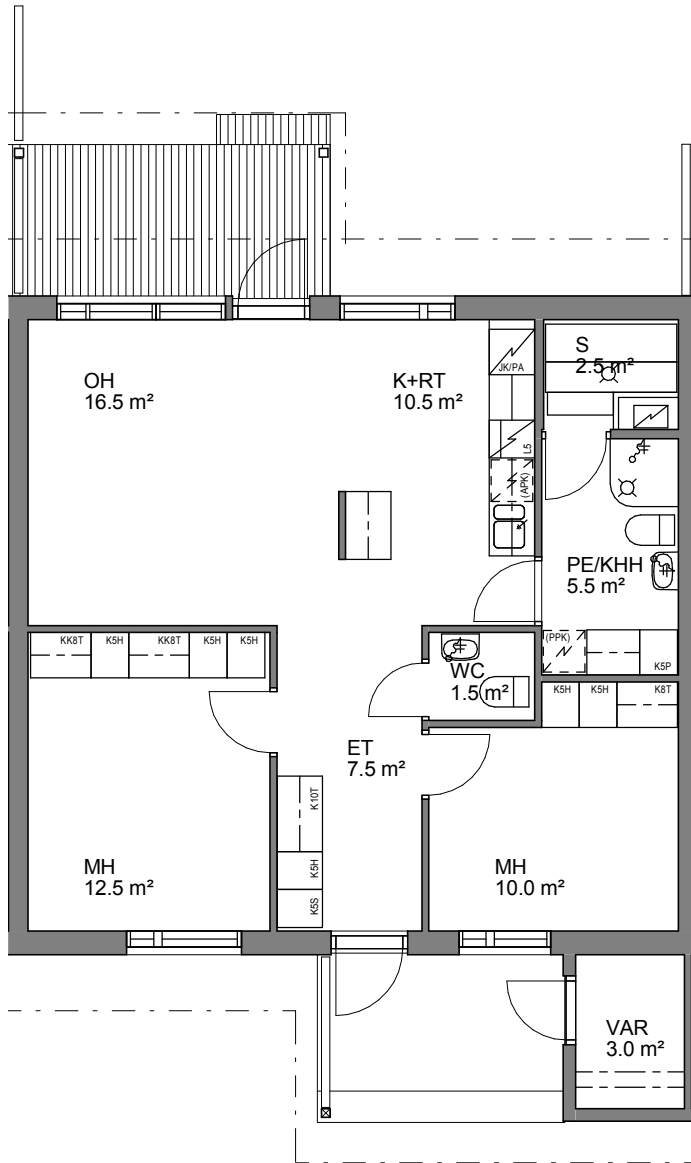 S
2.5 m²
OH
16.5 m²
K+RT
10.5 m²
JK/PA
L5
(APK)
PE/KHH
5.5 m²
(PPK)
K5P
KK8T
K5H
KK8T
K5H
K5H
WC
1.5 m²
K5H
K5H
K8T
ET
7.5 m²
K10T
K5H
K5S
MH
12.5 m²
MH
10.0 m²
VAR
3.0 m²